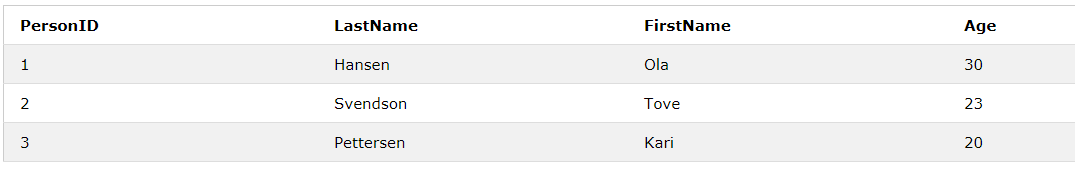 PersonID LastName FirstName Age
1 Hansen Ola 30
2 Svendson Tove 23
3 Pettersen Kari 20